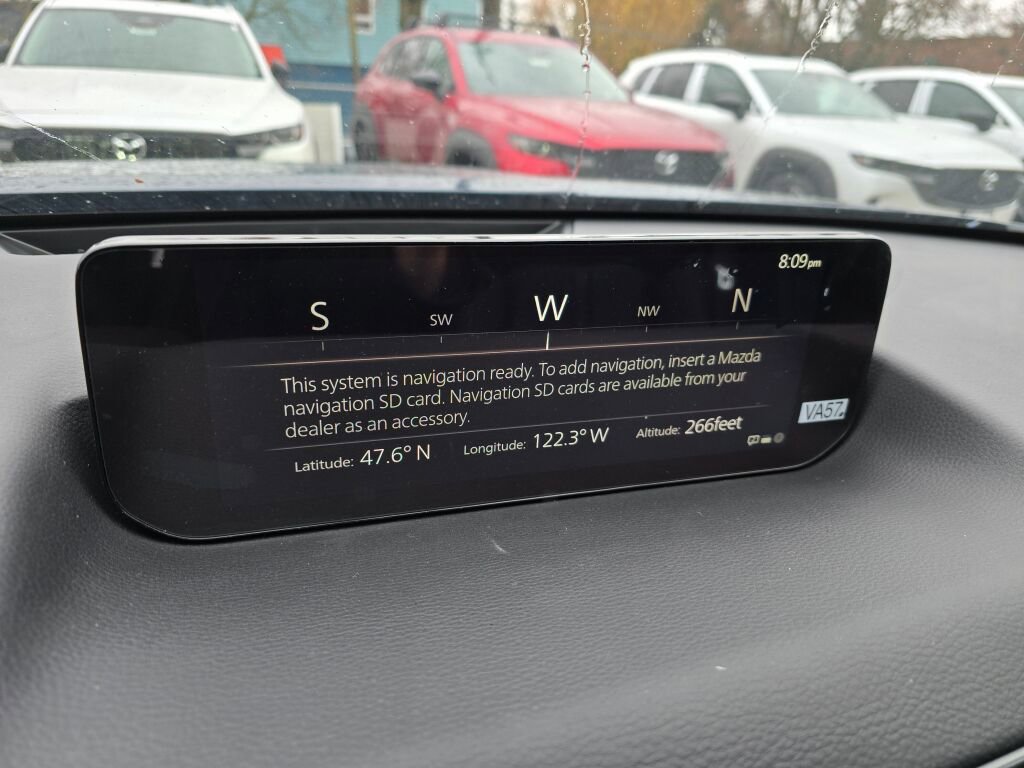 8:09pm
S SW W NW N
This system is navigation ready. To add navigation, insert a Mazda
navigation SD card. Navigation SD cards are available from your
dealer as an accessory.
VA57
Latitude: 47.6° N Longitude: 122.3° W Altitude: 266feet